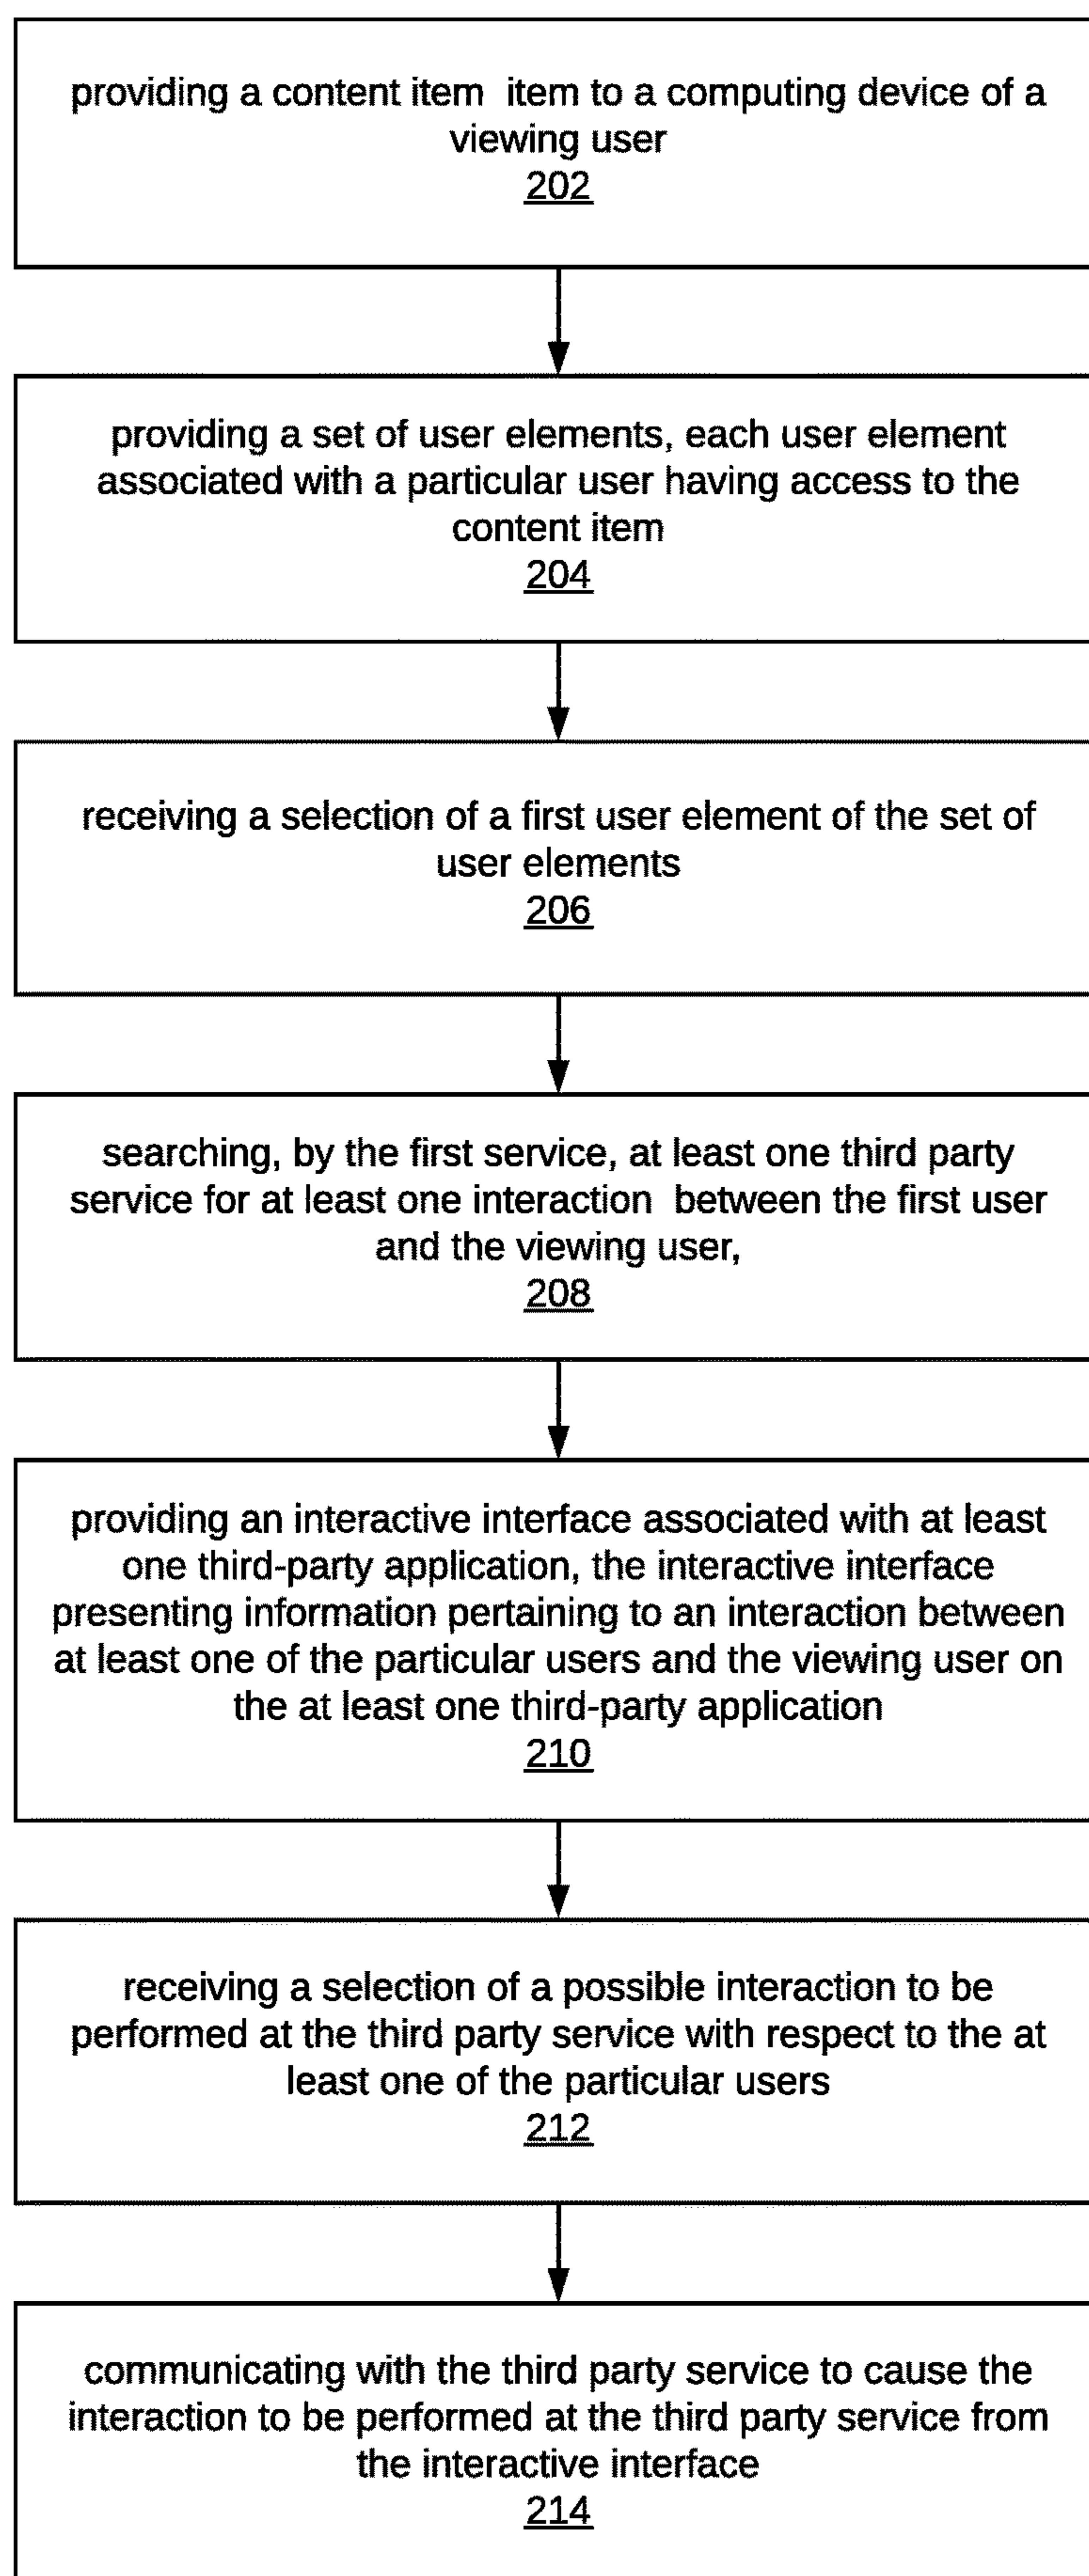 providing a content item  item to a computing device of a
viewing user
202
providing a set of user elements, each user element
associated with a particular user having access to the
content item
204
receiving a selection of a first user element of the set of
user elements
206
searching, by the first service, at least one third party
service for at least one interaction  between the first user
and the viewing user,
208
providing an interactive interface associated with at least
one third-party application, the interactive interface
presenting information pertaining to an interaction between
at least one of the particular users and the viewing user on
the at least one third-party application
210
receiving a selection of a possible interaction to be
performed at the third party service with respect to the at
least one of the particular users
212
communicating with the third party service to cause the
interaction to be performed at the third party service from
the interactive interface
214